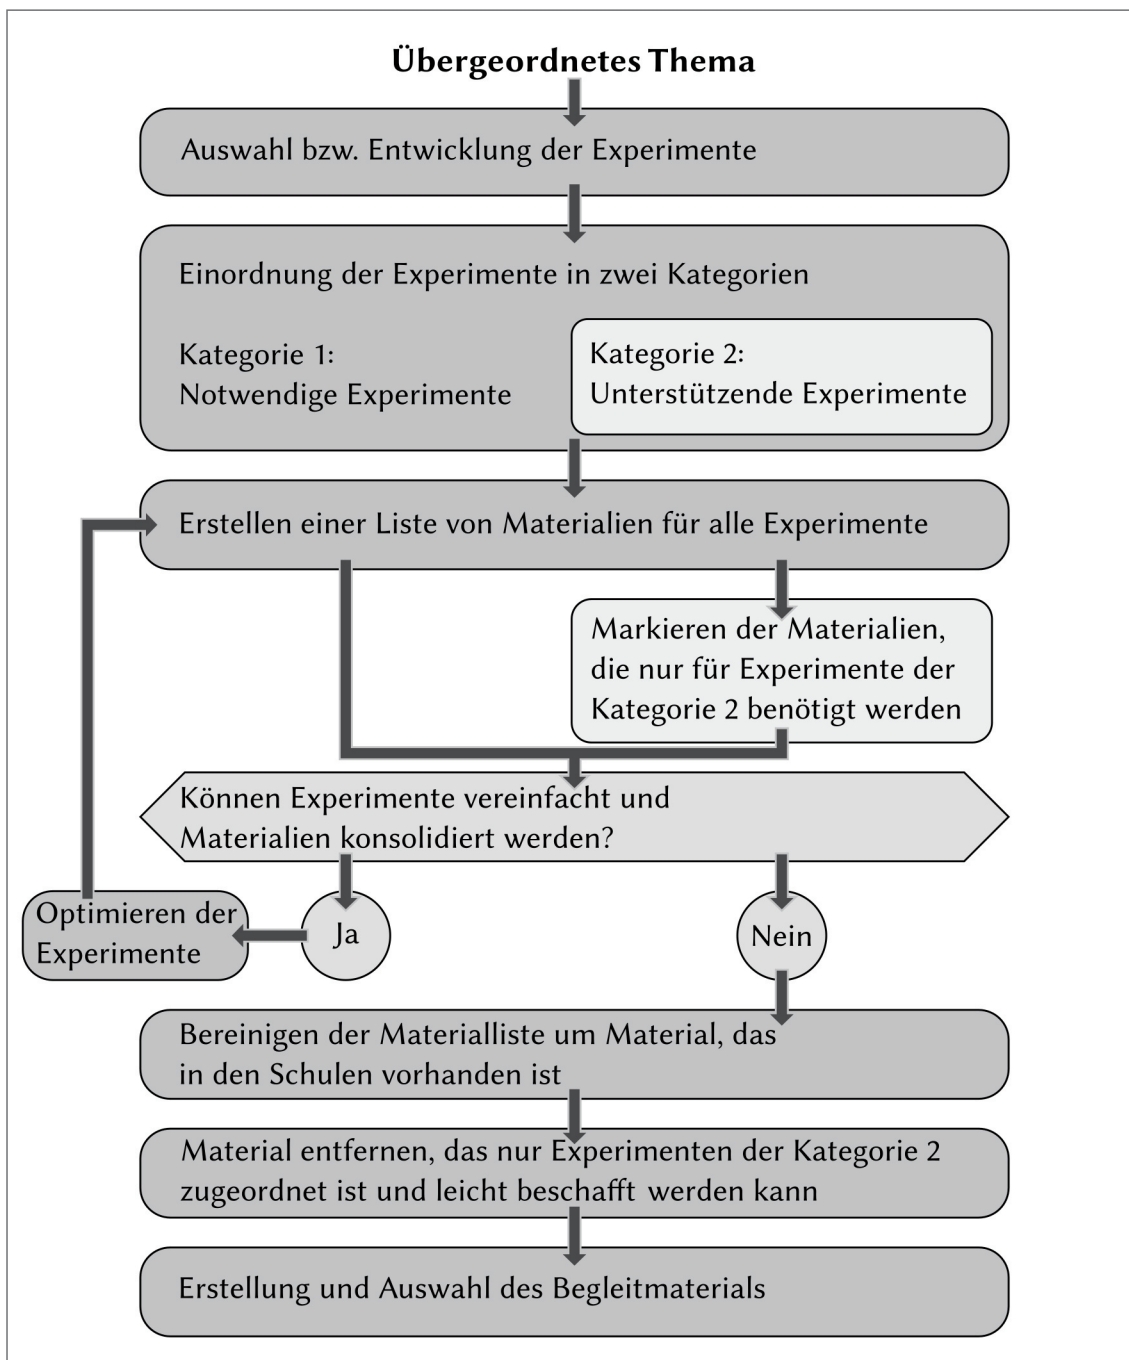 Übergeordnetes Thema
Auswahl bzw. Entwicklung der Experimente
Einordnung der Experimente in zwei Kategorien
Kategorie 1:
Notwendige Experimente
Kategorie 2:
Unterstützende Experimente
Erstellen einer Liste von Materialien für alle Experimente
Markieren der Materialien,
die nur für Experimente der
Kategorie 2 benötigt werden
Können Experimente vereinfacht und
Materialien konsolidiert werden?
Optimieren der
Experimente
Ja
Nein
Bereinigen der Materialliste um Material, das
in den Schulen vorhanden ist
Material entfernen, das nur Experimenten der Kategorie 2
zugeordnet ist und leicht beschafft werden kann
Erstellung und Auswahl des Begleitmaterials